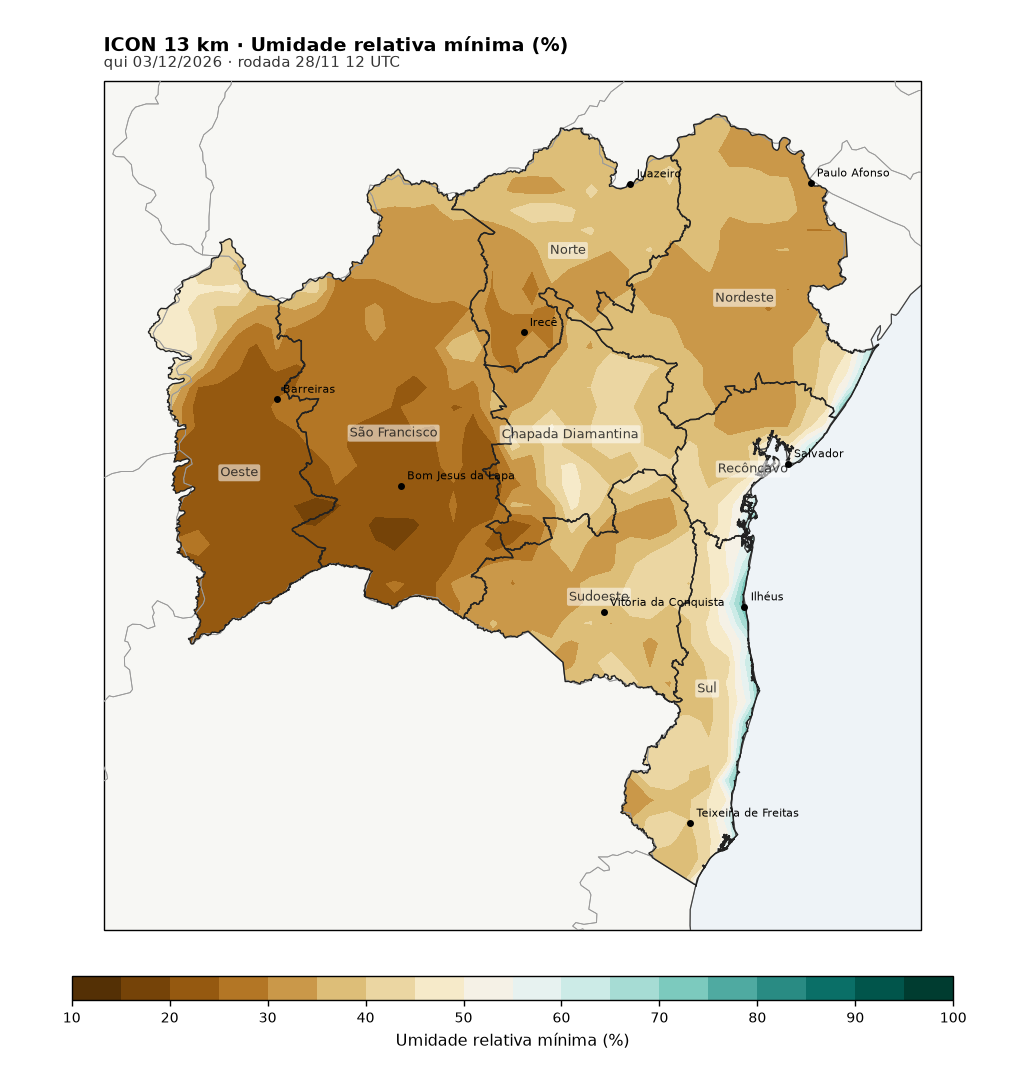 ICON 13 km · Umidade relativa mínima (%)
qui 03/12/2026 · rodada 28/11 12 UTC
Juazeiro
Paulo Afonso
Norte
Nordeste
Irecê
Barreiras
São Francisco
Chapada Diamantina
Salvador
Recôncavo
Oeste
Bom Jesus da Lapa
Sudoeste
Vitória da Conquista
Ilhéus
Sul
Teixeira de Freitas
10 20 30 40 50 60 70 80 90 100
Umidade relativa mínima (%)